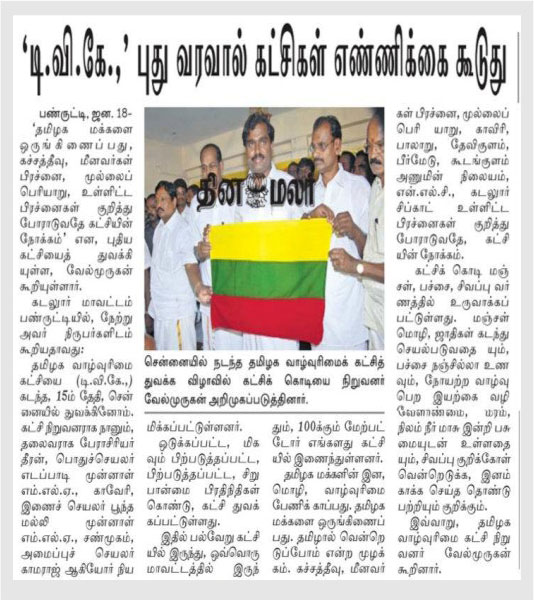 ‘டி.வி.கே.,’ புது வரவால் கட்சிகள் எண்ணிக்கை கூடுது
பண்ருட்டி, ஜன. 18-
‘தமிழக மக்களை
ஒருங்கிணைப்பது,
கச்சத்தீவு, மீனவர்கள்
பிரச்னை, முல்லைப்
பெரியாறு, உள்ளிட்ட
பிரச்னைகள் குறித்து
போராடுவதே கட்சியின்
நோக்கம்’ என, புதிய
கட்சியைத் துவக்கி
யுள்ள, வேல்முருகன்
கூறியுள்ளார்.
கடலூர் மாவட்டம்
பண்ருட்டியில், நேற்று
அவர் நிருபர்களிடம்
கூறியதாவது:
தமிழக வாழ்வுரிமை
கட்சியை (டி.வி.கே.,)
கடந்த, 15ம் தேதி, சென்
னையில் துவக்கினோம்.
கட்சி நிறுவனராக நானும்,
தலைவராக பேராசிரியர்
தீரன், பொதுச்செயலர்
எடப்பாடி முன்னாள்
எம்.எல்.ஏ., காவேரி,
இணைச் செயலர் பூந்த
மல்லி முன்னாள்
எம்.எல்.ஏ., சண்முகம்,
அமைப்புச் செயலர்
காமராஜ் ஆகியோர் நிய
தின மலர்
சென்னையில் நடந்த தமிழக வாழ்வுரிமைக் கட்சித்
துவக்க விழாவில் கட்சிக் கொடியை நிறுவனர்
வேல்முருகன் அறிமுகப்படுத்தினார்.
மிக்கப்பட்டுள்ளனர்.
ஒடுக்கப்பட்ட, மிக
வும் பிற்படுத்தப்பட்ட,
பிற்படுத்தப்பட்ட, சிறு
பான்மை பிரதிநிதிகள்
கொண்டு, கட்சி துவக்
கப்பட்டுள்ளது.
இதில் பல்வேறு கட்சி
யில் இருந்து, ஒவ்வொரு
மாவட்டத்தில் இருந்
தும், 100க்கும் மேற்பட்
டோர் எங்களது கட்சி
யில் இணைந்துள்ளனர்.
தமிழக மக்களின் இன,
மொழி, வாழ்வுரிமை
பேணிக் காப்பது. தமிழக
மக்களை ஒருங்கிணைப்
பது. தமிழால் வென்றெ
டுப்போம் என்ற முழக்
கம். கச்சத்தீவு, மீனவர்
கள் பிரச்னை, முல்லைப்
பெரி யாறு, காவிரி,
பாலாறு, தேவிகுளம்,
பீர்மேடு, கூடங்குளம்
அணுமின் நிலையம்,
என்.எல்.சி., கடலூர்
சிப்காட் உள்ளிட்ட
பிரச்னைகள் குறித்து
போராடுவதே, கட்சி
யின் நோக்கம்.
கட்சிக் கொடி மஞ்
சள், பச்சை, சிவப்பு வர்
ணத்தில் உருவாக்கப்
பட்டுள்ளது. மஞ்சள்
மொழி, ஜாதிகள் கடந்து
செயல்படுவதை யும்,
பச்சை நஞ்சில்லா உண
வும், நோயற்ற வாழ்வு
பெற இயற்கை வழி
வேளாண்மை, மரம்,
நிலம் நீர் மாசு இன்றி பசு
மையுடன் உள்ளதை
யும், சிவப்பு குறிக்கோள்
வென்றெடுக்க, இனம்
காக்க செய்த தொண்டு
பற்றியும் குறிக்கும்.
இவ்வாறு, தமிழக
வாழ்வுரிமை கட்சி நிறு
வனர் வேல்முருகன்
கூறினார்.